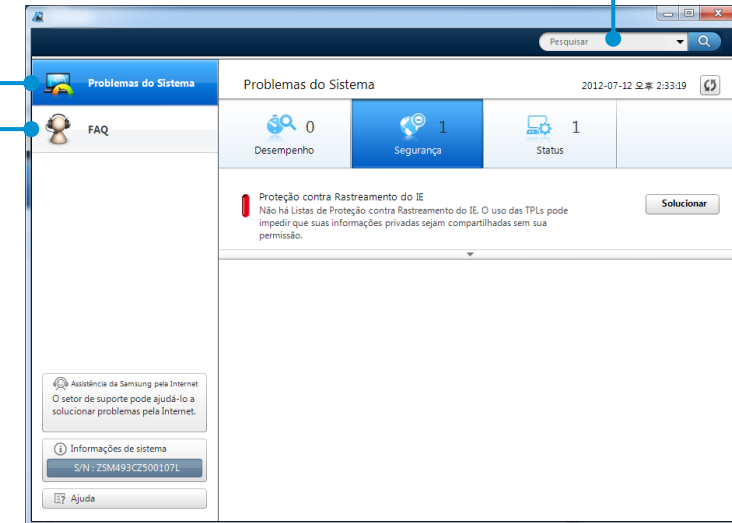 Pesquisar
Problemas do Sistema
FAQ
Problemas do Sistema
2012-07-12 오후 2:33:19
0
Desempenho
1
Segurança
1
Status
Proteção contra Rastreamento do IE
Não há Listas de Proteção contra Rastreamento do IE. O uso das TPLs pode
impedir que suas informações privadas sejam compartilhadas sem sua
permissão.
Solucionar
Assistência da Samsung pela Internet
O setor de suporte pode ajudá-lo a
solucionar problemas pela Internet.
Informações de sistema
S/N : ZSM493CZ500107L
Ajuda